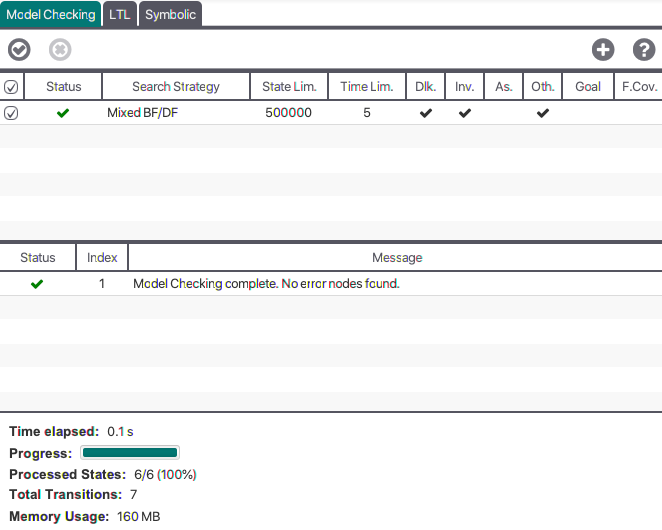 Model Checking LTL Symbolic
Status Search Strategy State Lim. Time Lim. Dlk. Inv. As. Oth. Goal F.Cov.
Mixed BF/DF 500000 5
Status Index Message
1 Model Checking complete. No error nodes found.
Time elapsed: 0.1 s
Progress:
Processed States: 6/6 (100%)
Total Transitions: 7
Memory Usage: 160 MB